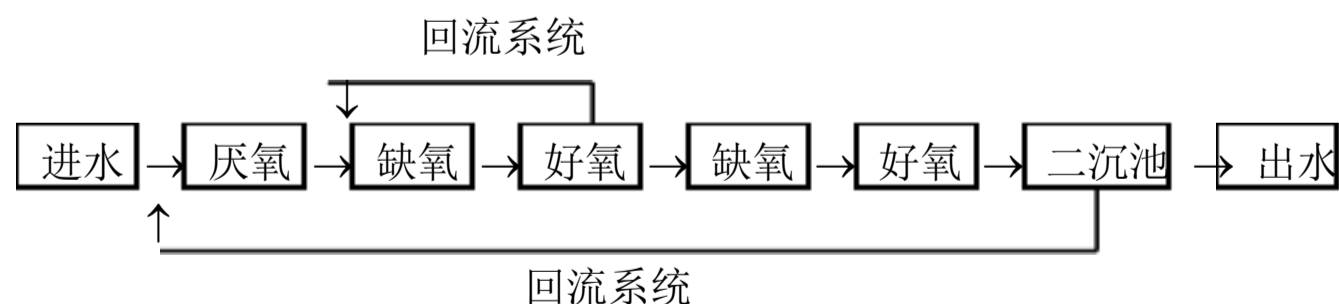 回流系统
进水 → 厌氧 → 缺氧 → 好氧 → 缺氧 → 好氧 → 二沉池 → 出水
回流系统